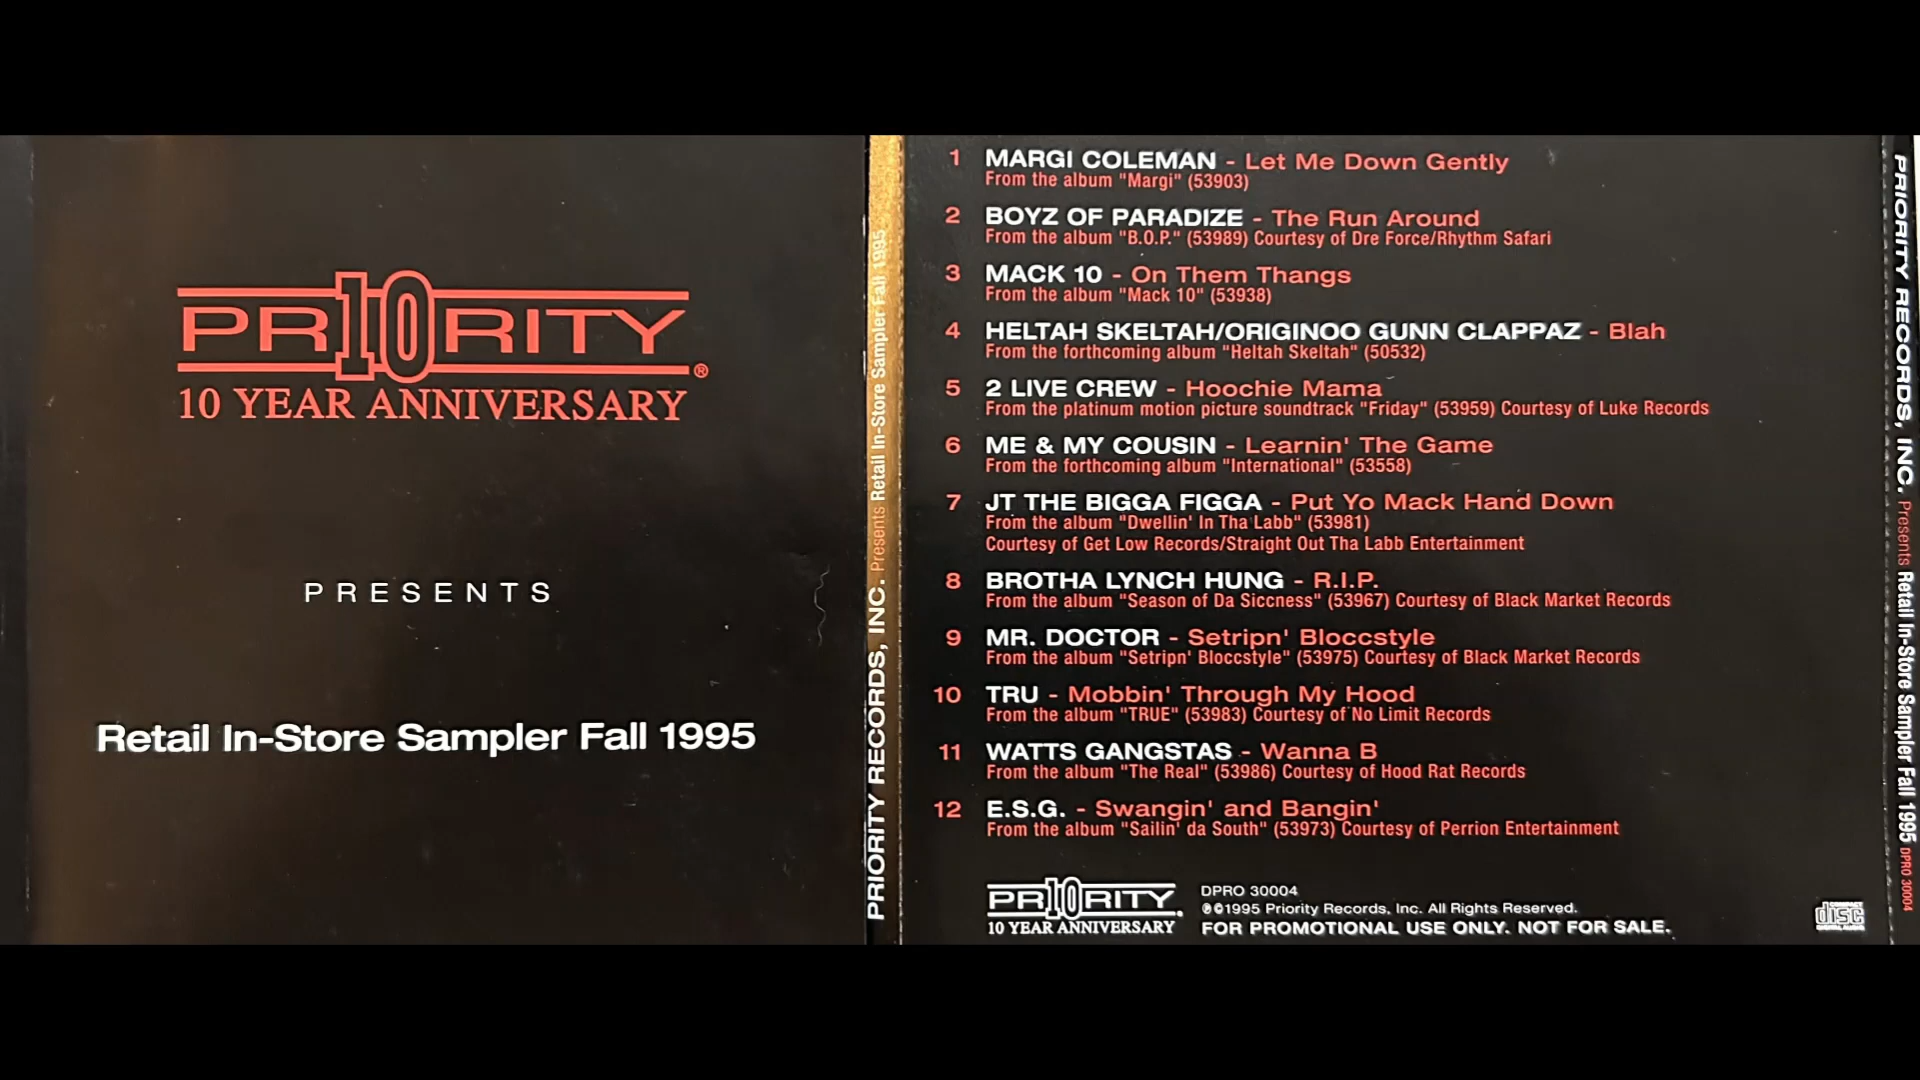 PR10RITY®
10 YEAR ANNIVERSARY
PRESENTS
Retail In-Store Sampler Fall 1995
PRIORITY RECORDS, INC. Presents Retail In-Store Sampler Fall 1995
1 MARGI COLEMAN - Let Me Down Gently
From the album "Margi" (53903)
2 BOYZ OF PARADIZE - The Run Around
From the album "B.O.P." (53989) Courtesy of Dre Force/Rhythm Safari
3 MACK 10 - On Them Thangs
From the album "Mack 10" (53938)
4 HELTAH SKELTAH/ORIGINOO GUNN CLAPPAZ - Blah
From the forthcoming album "Heltah Skeltah" (50532)
5 2 LIVE CREW - Hoochie Mama
From the platinum motion picture soundtrack "Friday" (53959) Courtesy of Luke Records
6 ME & MY COUSIN - Learnin' The Game
From the forthcoming album "International" (53558)
7 JT THE BIGGA FIGGA - Put Yo Mack Hand Down
From the album "Dwellin' In Tha Labb" (53981)
Courtesy of Get Low Records/Straight Out Tha Labb Entertainment
8 BROTHA LYNCH HUNG - R.I.P.
From the album "Season of Da Siccness" (53967) Courtesy of Black Market Records
9 MR. DOCTOR - Setripn' Bloccstyle
From the album "Setripn' Bloccstyle" (53975) Courtesy of Black Market Records
10 TRU - Mobbin' Through My Hood
From the album "TRUE" (53983) Courtesy of No Limit Records
11 WATTS GANGSTAS - Wanna B
From the album "The Real" (53986) Courtesy of Hood Rat Records
12 E.S.G. - Swangin' and Bangin'
From the album "Sailin' da South" (53973) Courtesy of Perrion Entertainment
PR10RITY.
10 YEAR ANNIVERSARY
DPRO 30004
℗©1995 Priority Records, Inc. All Rights Reserved.
FOR PROMOTIONAL USE ONLY. NOT FOR SALE.
COMPACT
disc
DIGITAL AUDIO
PRIORITY RECORDS, INC. Presents Retail In-Store Sampler Fall 1995 DPRO 30004